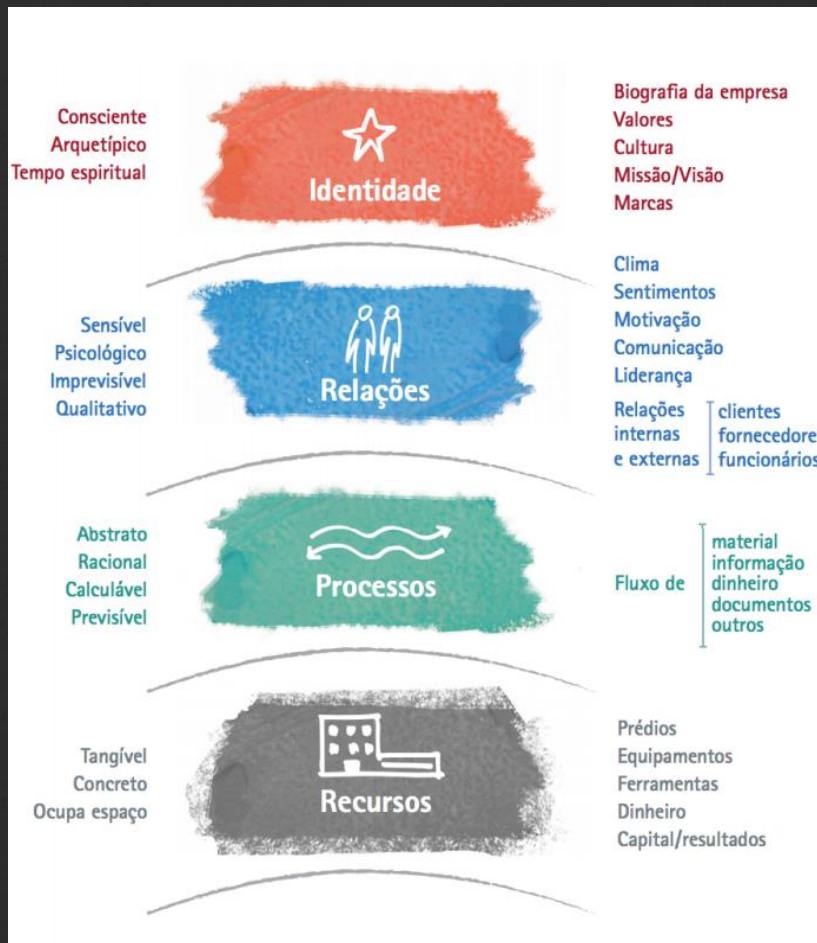 Consciente
Arquetípico
Tempo espiritual
Identidade
Biografia da empresa
Valores
Cultura
Missão/Visão
Marcas
Sensível
Psicológico
Imprevisível
Qualitativo
Relações
Clima
Sentimentos
Motivação
Comunicação
Liderança
Relações
internas
e externas
clientes
fornecedore
funcionários
Abstrato
Racional
Calculável
Previsível
Processos
Fluxo de
material
informação
dinheiro
documentos
outros
Tangível
Concreto
Ocupa espaço
Recursos
Prédios
Equipamentos
Ferramentas
Dinheiro
Capital/resultados